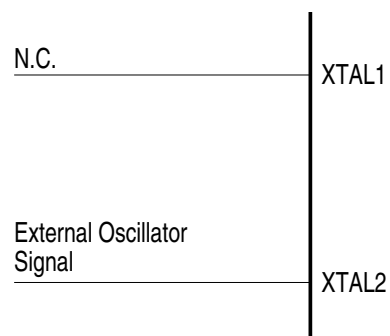 N.C.
XTAL1
External Oscillator
Signal
XTAL2